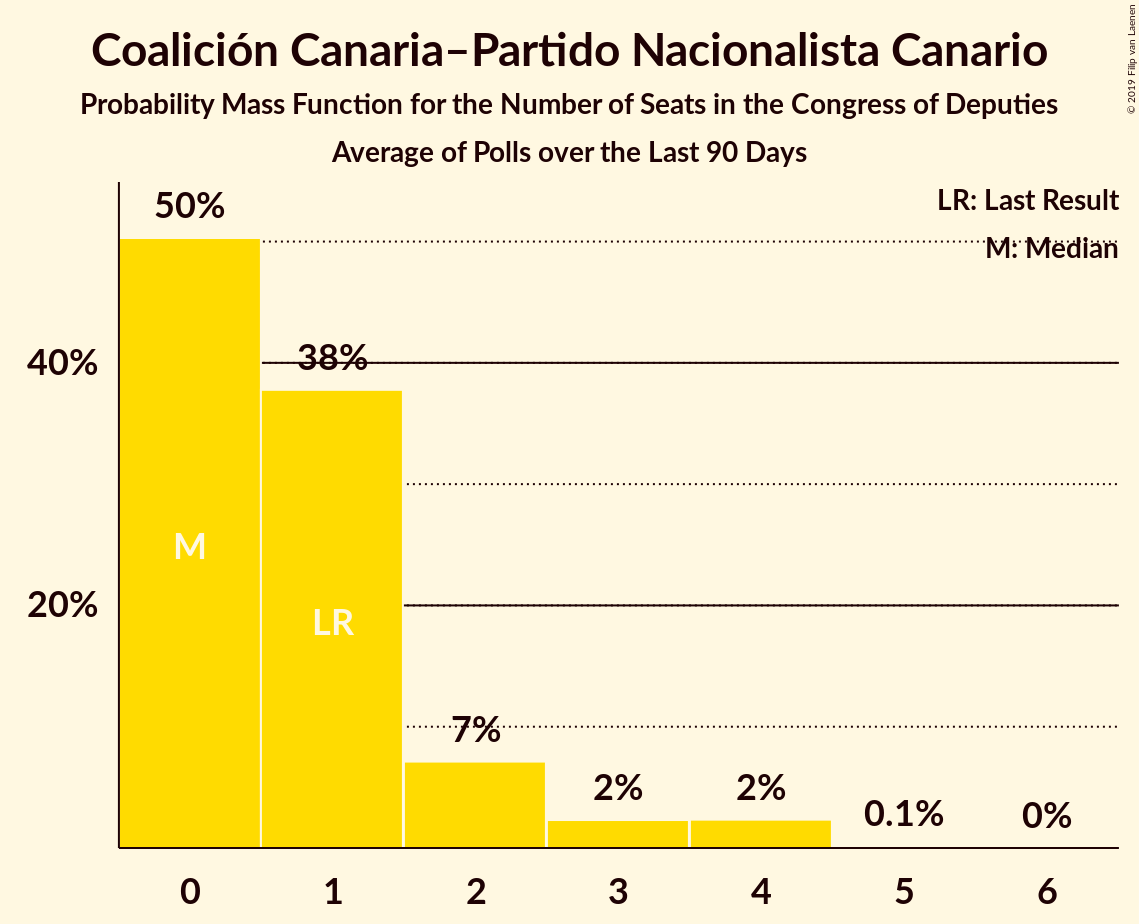 Coalición Canaria–Partido Nacionalista Canario
Probability Mass Function for the Number of Seats in the Congress of Deputies
Average of Polls over the Last 90 Days
© 2019 Filip van Laenen
LR: Last Result
M: Median
50%
38%
7%
2%
2%
0.1%
0%
40%
20%
M
LR
0 1 2 3 4 5 6